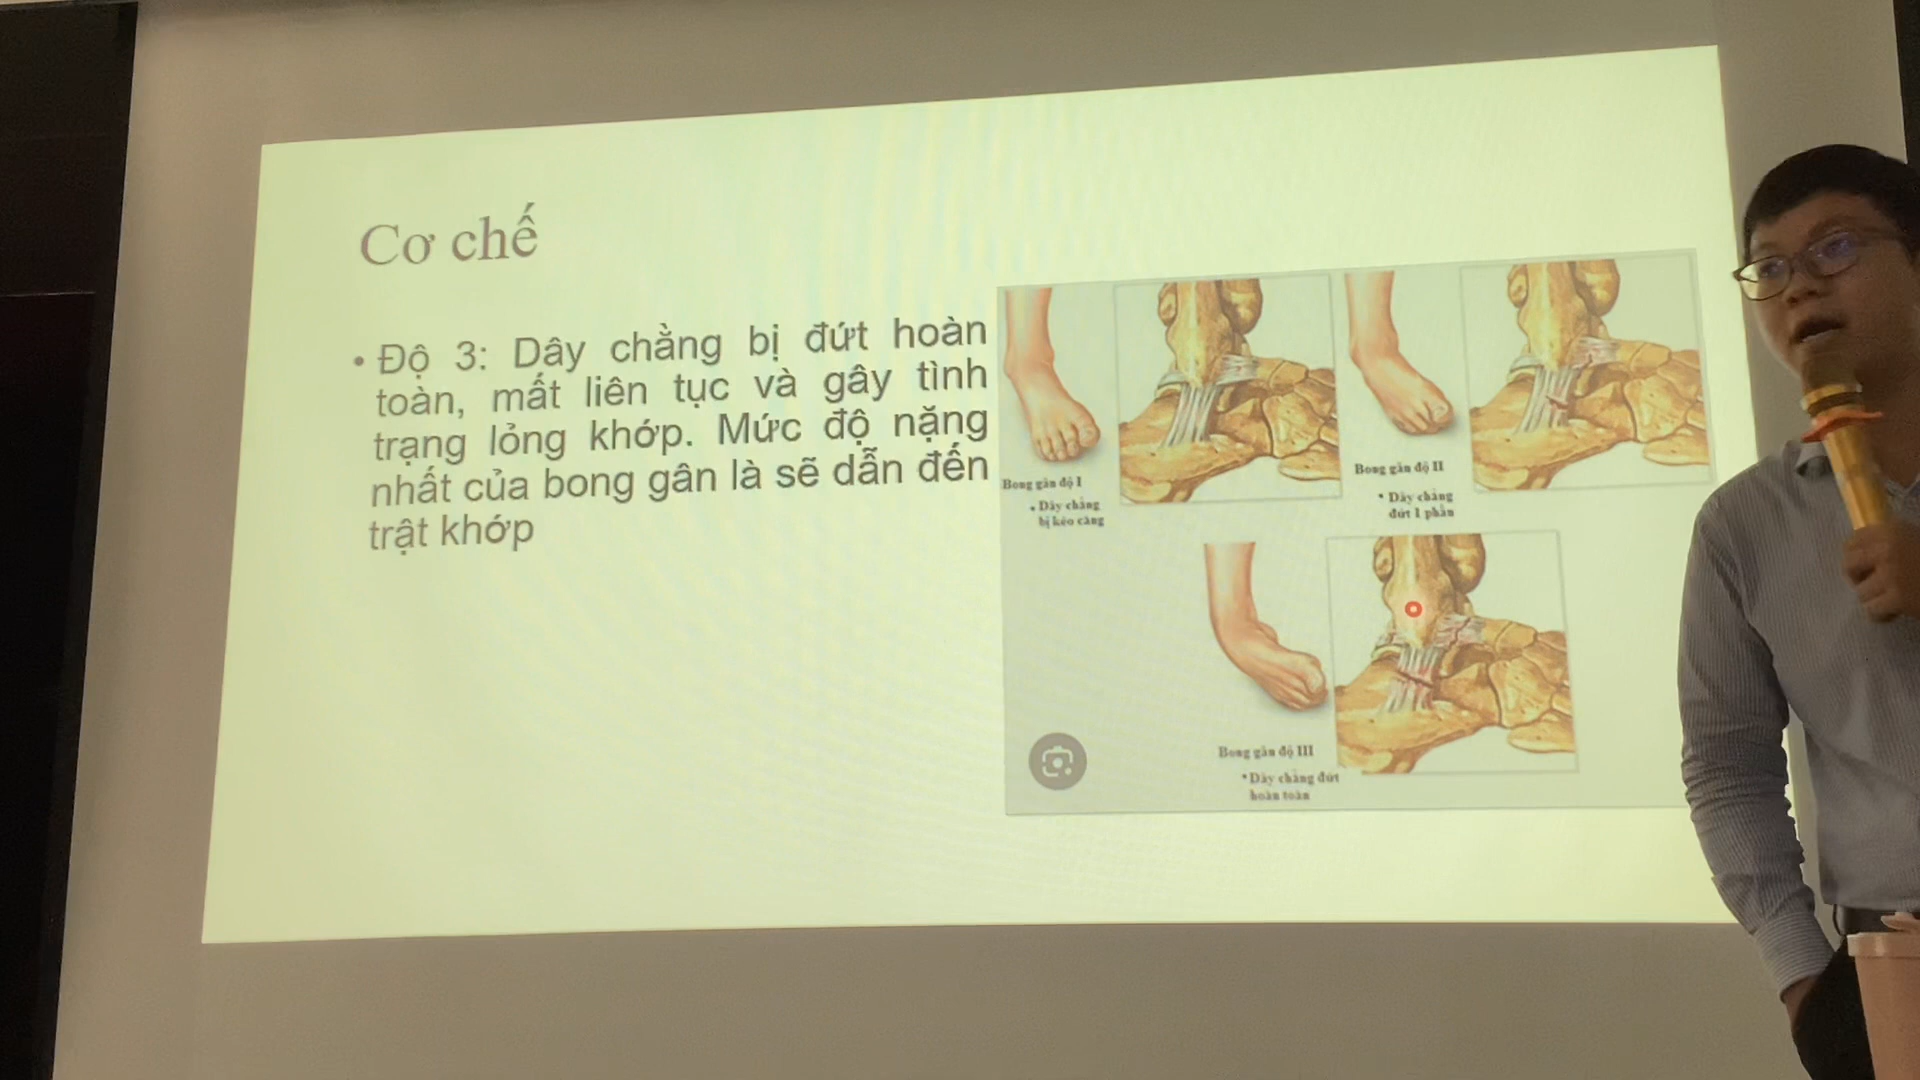 Cơ chế
• Độ 3: Dây chằng bị đứt hoàn
toàn, mất liên tục và gây tình
trạng lỏng khớp. Mức độ nặng
nhất của bong gân là sẽ dẫn đến
trật khớp
Bong gân độ I
• Dây chằng
bị kéo căng
Bong gân độ II
• Dây chằng
đứt 1 phần
Bong gân độ III
• Dây chằng đứt
hoàn toàn